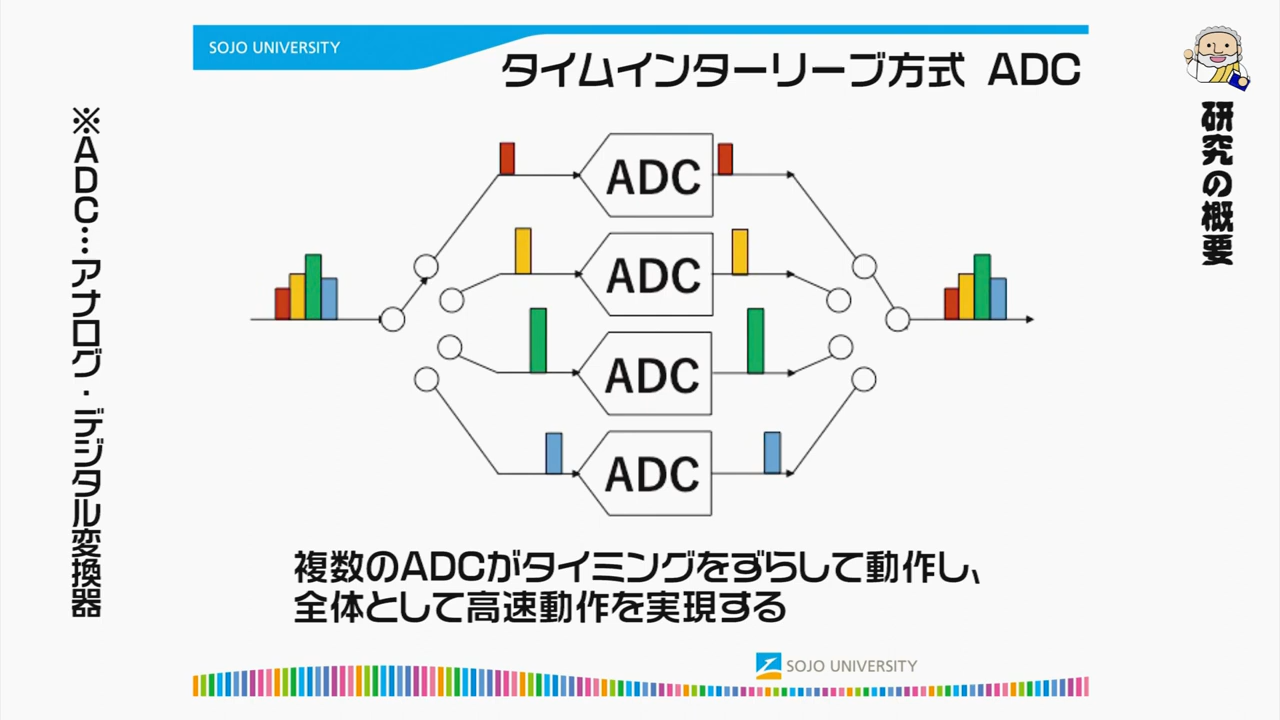 SOJO UNIVERSITY
タイムインターリーブ方式 ADC
研究の概要
※ADC…アナログ・デジタル変換器
ADC
ADC
ADC
ADC
複数のADCがタイミングをずらして動作し、
全体として高速動作を実現する
SOJO UNIVERSITY